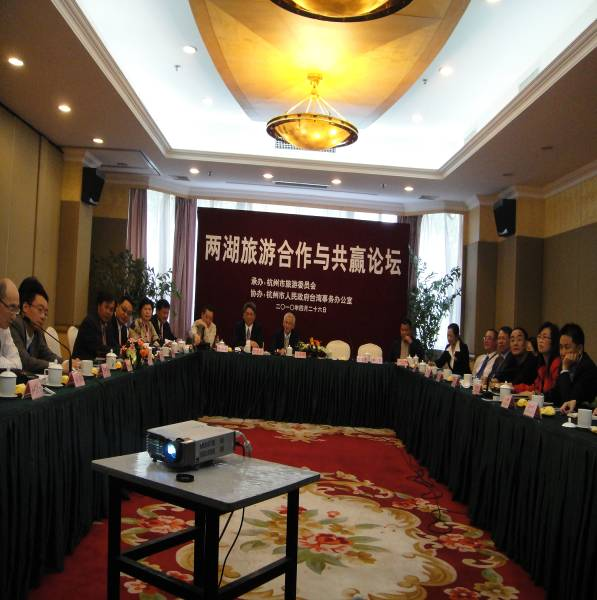 两湖旅游合作与共赢论坛
承办:杭州市旅游委员会
协办:杭州市人民政府台湾事务办公室
二〇一〇年四月二十六日